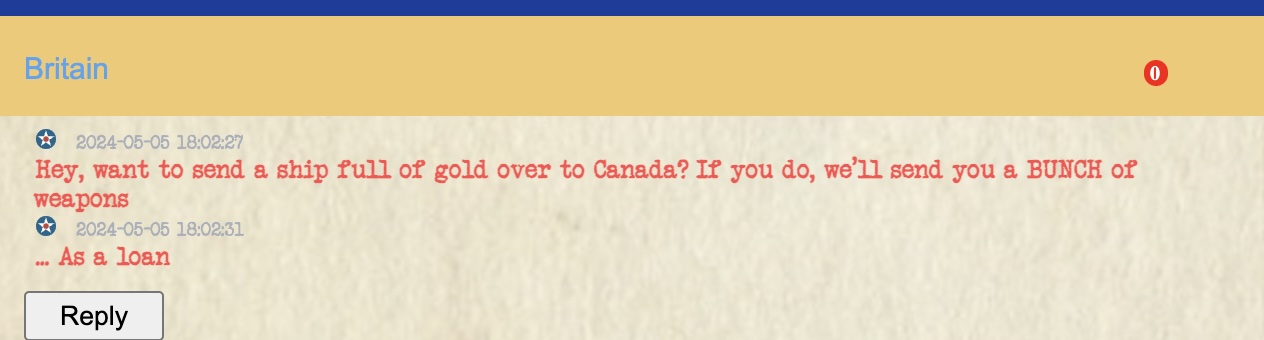 Britain
0
2024-05-05 18:02:27
Hey, want to send a ship full of gold over to Canada? If you do, we’ll send you a BUNCH of
weapons
2024-05-05 18:02:31
... As a loan
Reply